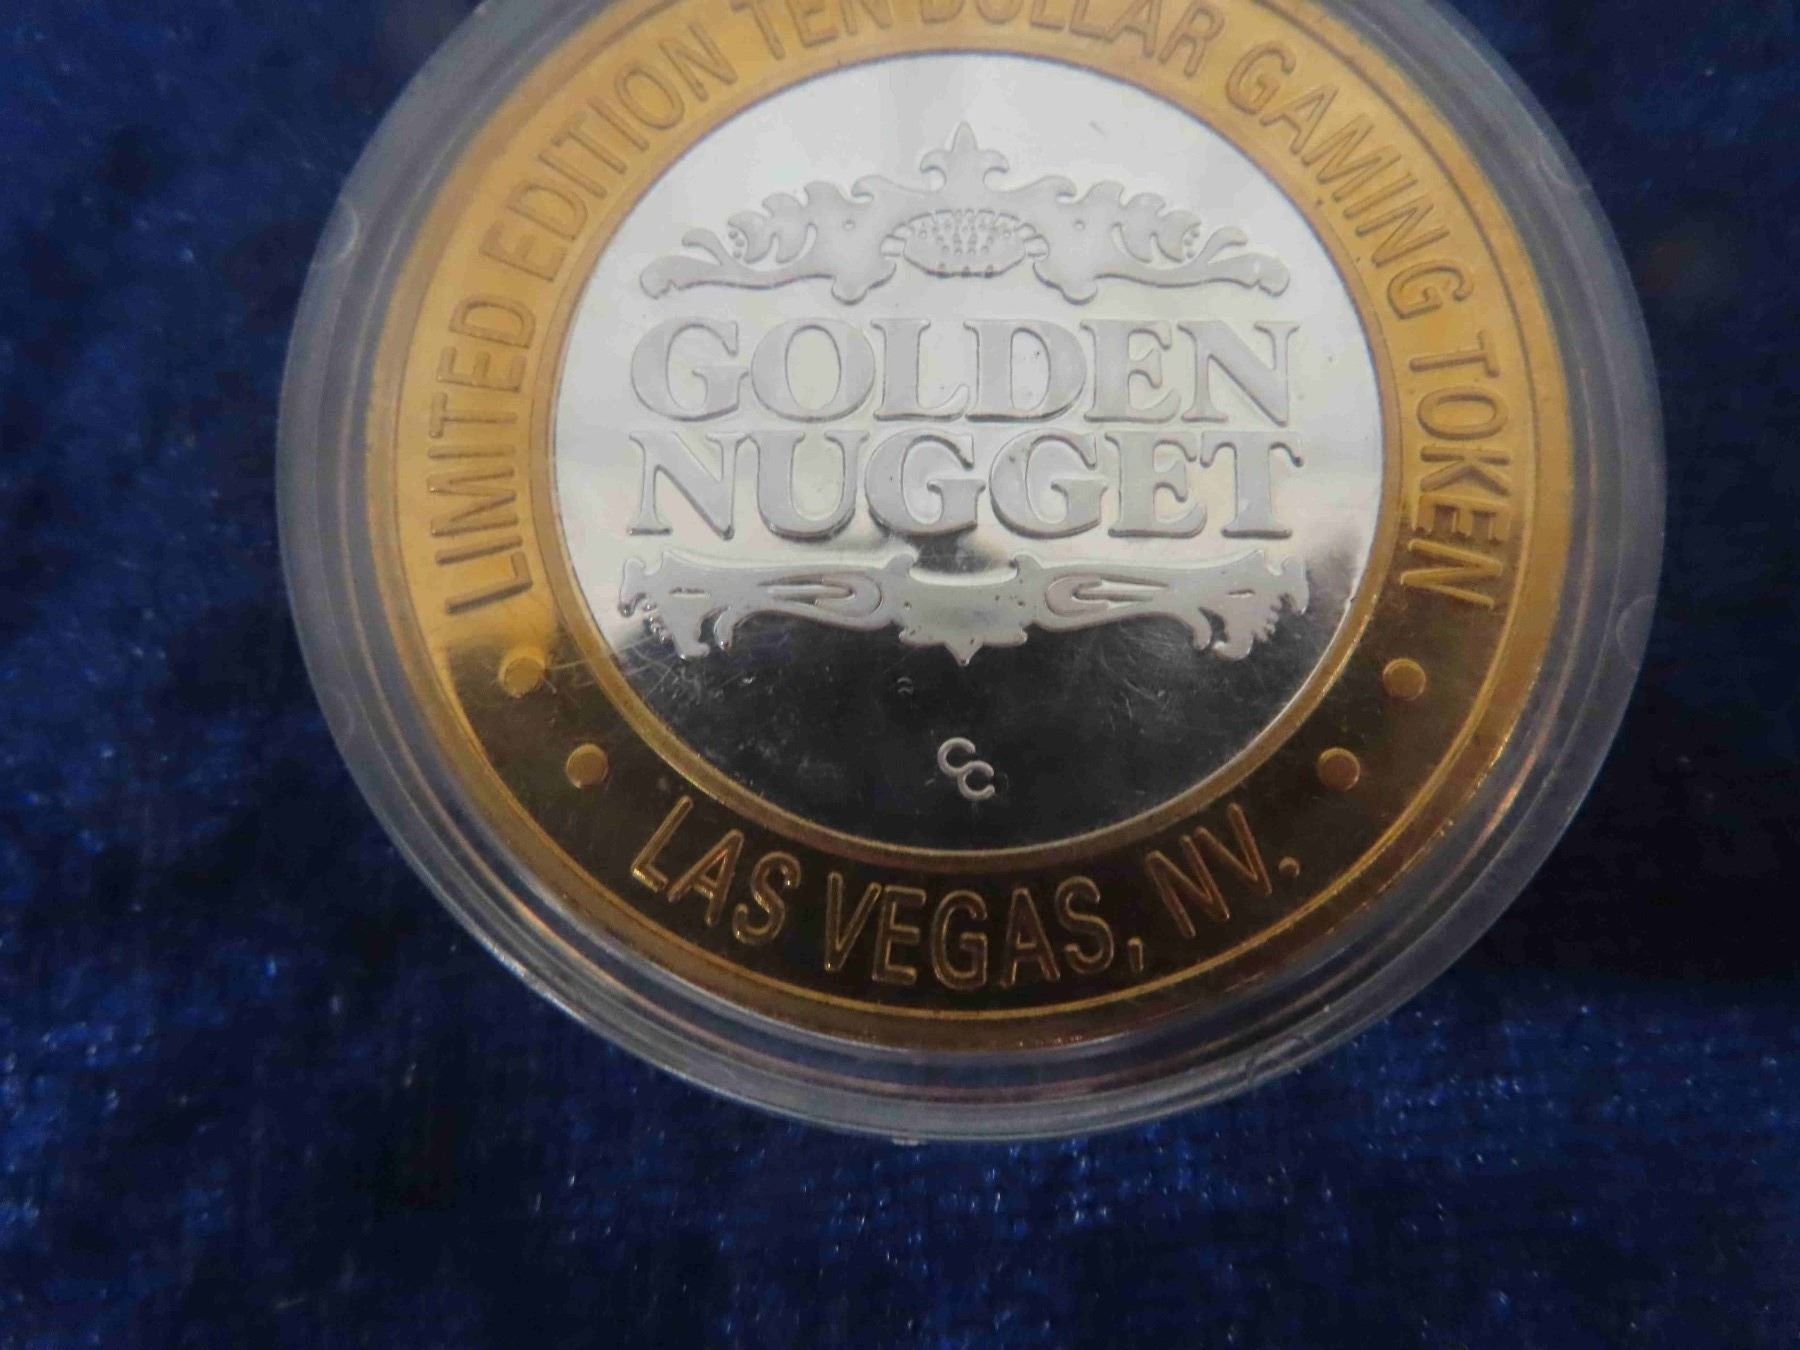 LIMITED EDITION TEN DOLLAR GAMING TOKEN
GOLDEN
NUGGET
CC
LAS VEGAS, NV.